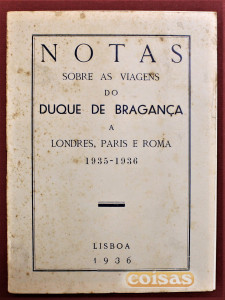 NOTAS
SOBRE AS VIAGENS
DO
DUQUE DE BRAGANÇA
A
LONDRES, PARIS E ROMA
1935-1936
LISBOA
1936
coisas